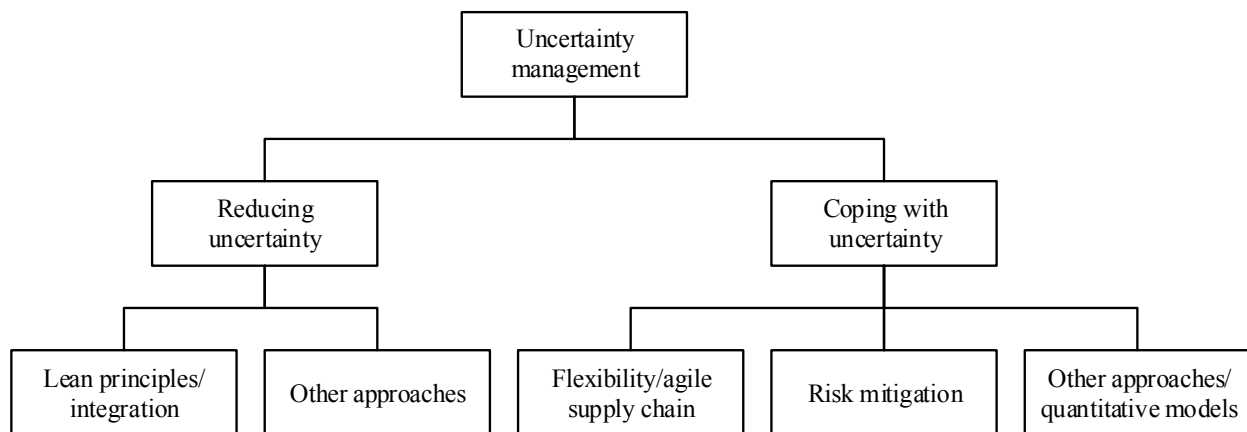 Uncertainty
management
Reducing
uncertainty
Coping with
uncertainty
Lean principles/
integration
Other approaches
Flexibility/agile
supply chain
Risk mitigation
Other approaches/
quantitative models